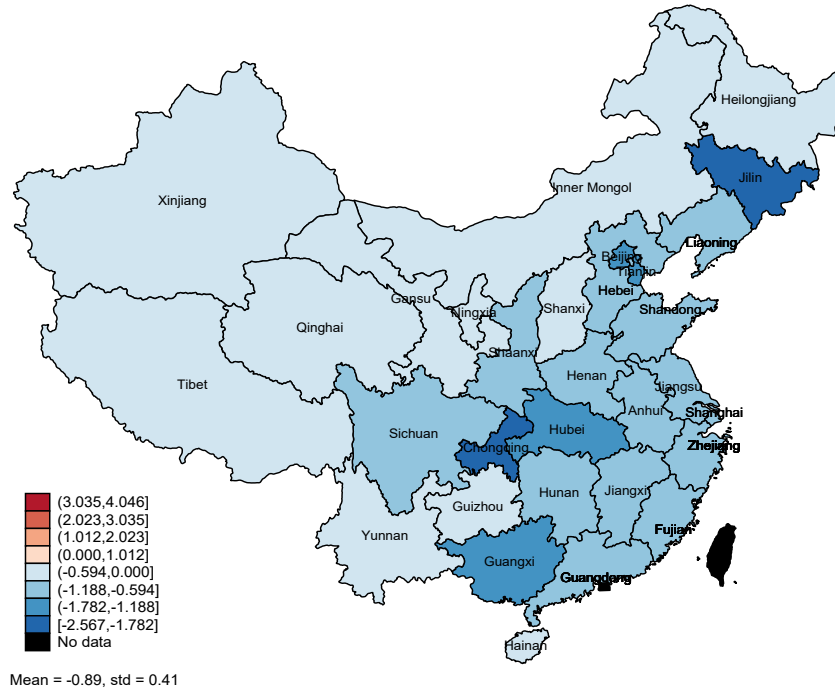 Heilongjiang
Jilin
Xinjiang
Inner Mongol
Liaoning
Beijing
Tianjin
Hebei
Gansu
Ningxia
Shanxi
Qinghai
Shandong
Shaanxi
Tibet
Henan
Jiangsu
Anhui
Shanghai
Hubei
Sichuan
Chongqing
Zhejiang
Hunan
Jiangxi
Guizhou
Yunnan
Fujian
Guangxi
Guangdong
Hainan
(3.035,4.046]
(2.023,3.035]
(1.012,2.023]
(0.000,1.012]
(-0.594,0.000]
(-1.188,-0.594]
(-1.782,-1.188]
[-2.567,-1.782]
No data
Mean = -0.89, std = 0.41